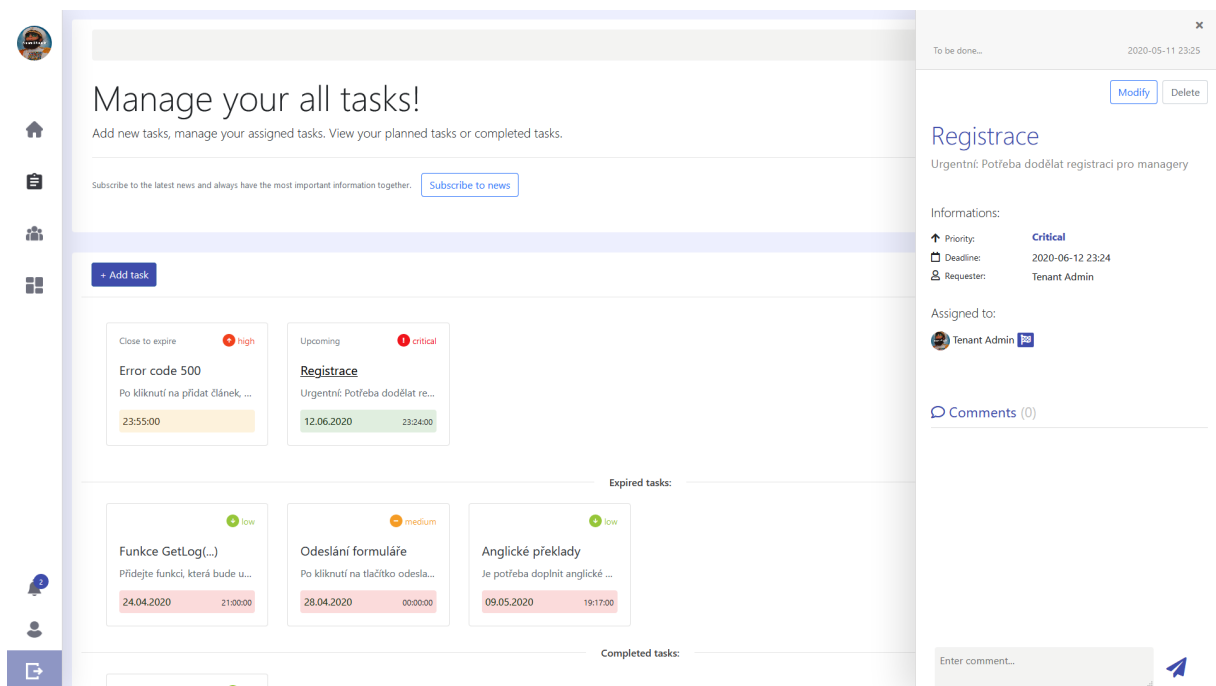 Manage your all tasks!
Add new tasks, manage your assigned tasks. View your planned tasks or completed tasks.
Subscribe to the latest news and always have the most important information together.
Subscribe to news
+ Add task
Close to expire
high
Error code 500
Po kliknutí na přidat článek, ...
23:55:00
Upcoming
critical
Registrace
Urgentní: Potřeba dodělat re...
12.06.2020
23:24:00
Expired tasks:
low
Funkce GetLog(...)
Přidejte funkci, která bude u...
24.04.2020
21:00:00
medium
Odeslání formuláře
Po kliknutí na tlačítko odesla...
28.04.2020
00:00:00
low
Anglické překlady
Je potřeba doplnit anglické ...
09.05.2020
19:17:00
Completed tasks:
2
To be done...
2020-05-11 23:25
Modify
Delete
Registrace
Urgentní: Potřeba dodělat registraci pro managery
Informations:
Priority:
Critical
Deadline:
2020-06-12 23:24
Requester:
Tenant Admin
Assigned to:
Tenant Admin
Comments (0)
Enter comment...